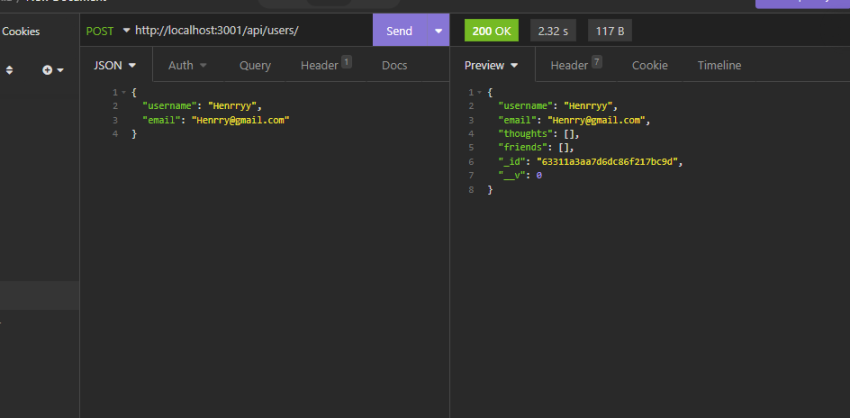 Cookies
POST http://localhost:3001/api/users/ Send
200 OK 2.32 s 117 B
JSON Auth Query Header 1 Docs
Preview Header 7 Cookie Timeline
1 {
2 "username": "Henrryy",
3 "email": "Henrry@gmail.com"
4 }
1 {
2 "username": "Henrryy",
3 "email": "Henrry@gmail.com",
4 "thoughts": [],
5 "friends": [],
6 "_id": "63311a3aa7d6dc86f217bc9d",
7 "__v": 0
8 }